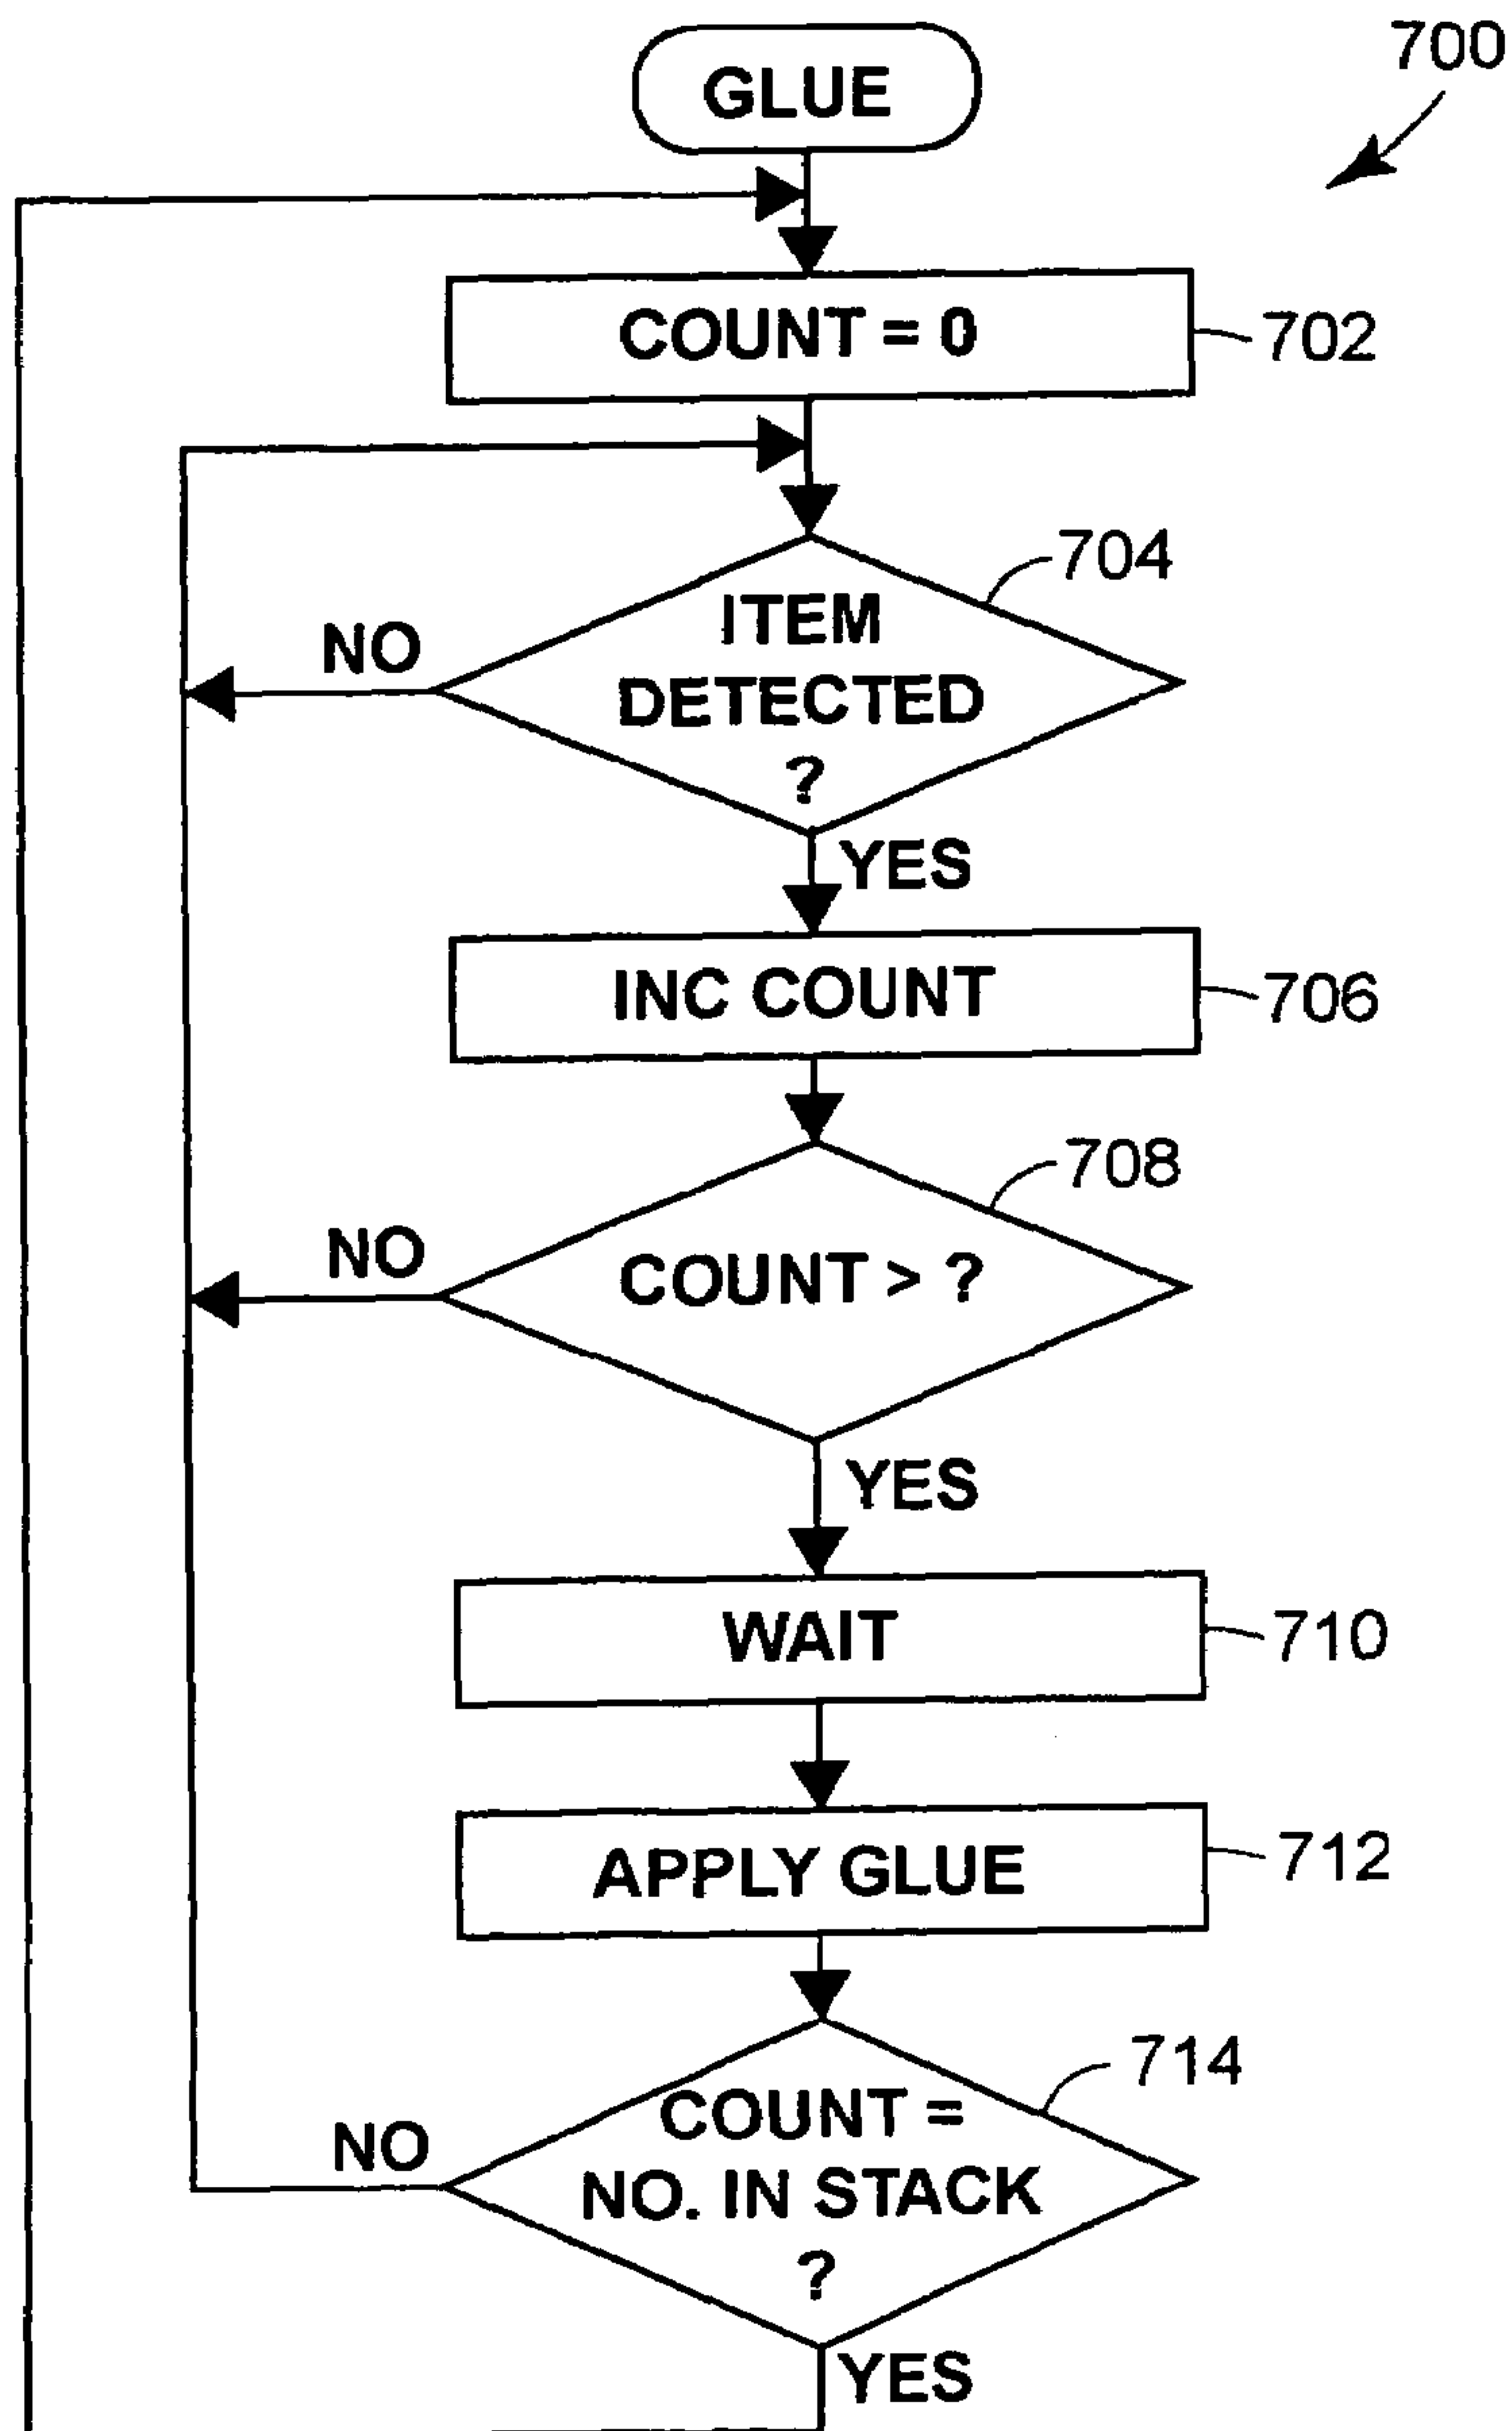 GLUE
700
COUNT = 0
702
704
ITEM
DETECTED
?
NO
YES
INC COUNT
706
708
COUNT > ?
NO
YES
WAIT
710
APPLY GLUE
712
714
COUNT =
NO. IN STACK
?
NO
YES